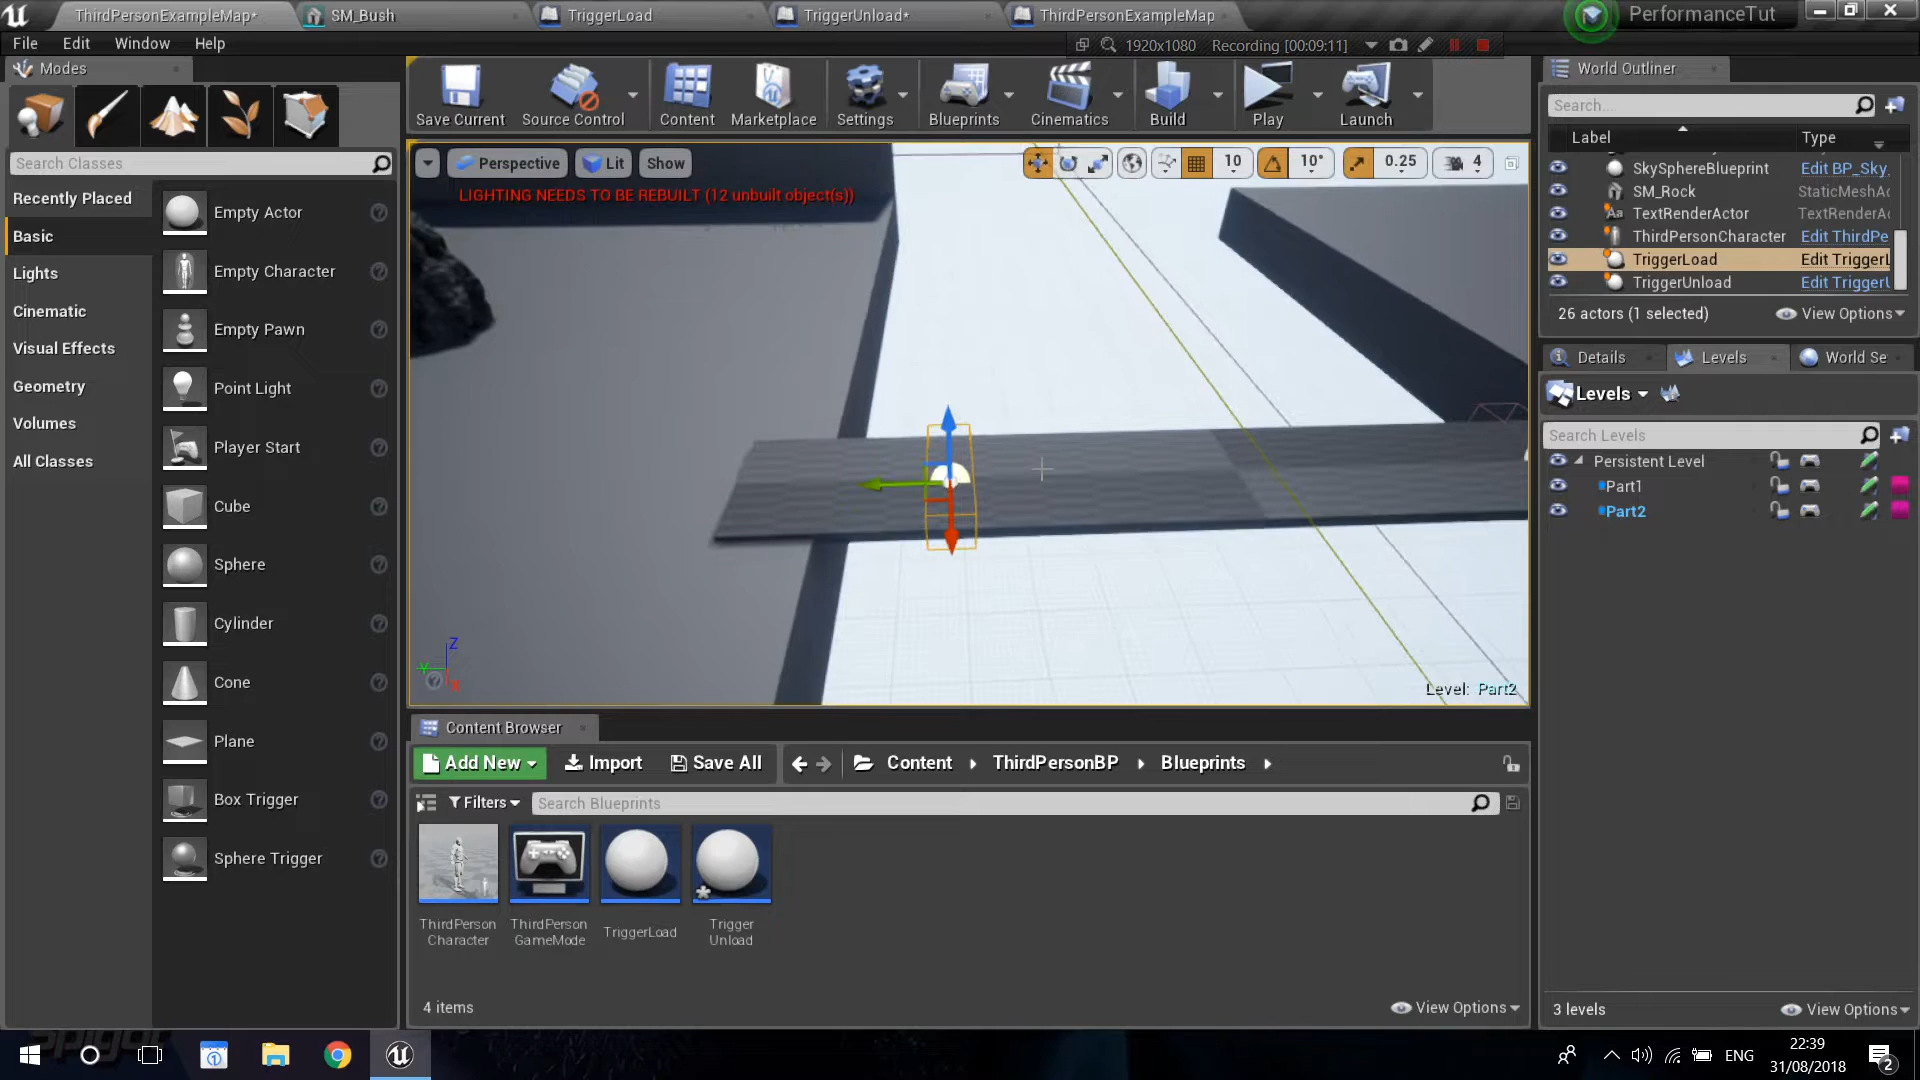 ThirdPersonExampleMap*
SM_Bush
TriggerLoad
TriggerUnload*
ThirdPersonExampleMap
PerformanceTut
File Edit Window Help
1920x1080 Recording [00:09:11]
Modes
Search Classes
Recently Placed
Basic
Lights
Cinematic
Visual Effects
Geometry
Volumes
All Classes
Empty Actor
Empty Character
Empty Pawn
Point Light
Player Start
Cube
Sphere
Cylinder
Cone
Plane
Box Trigger
Sphere Trigger
Save Current
Source Control
Content
Marketplace
Settings
Blueprints
Cinematics
Build
Play
Launch
Perspective Lit Show
10 10° 0.25 4
LIGHTING NEEDS TO BE REBUILT (12 unbuilt object(s))
Z
Y
X
Level: Part2
Content Browser
Add New Import Save All Content ThirdPersonBP Blueprints
Filters Search Blueprints
ThirdPerson
Character
ThirdPerson
GameMode
TriggerLoad
Trigger
Unload
4 items
View Options
World Outliner
Search...
Label Type
SkySphereBlueprint Edit BP_Sky
SM_Rock StaticMeshAc
TextRenderActor TextRenderAc
ThirdPersonCharacter Edit ThirdPe
TriggerLoad Edit TriggerL
TriggerUnload Edit TriggerU
26 actors (1 selected) View Options
Details Levels World Se
Levels
Search Levels
Persistent Level
Part1
Part2
3 levels View Options
ENG
22:39
31/08/2018
2